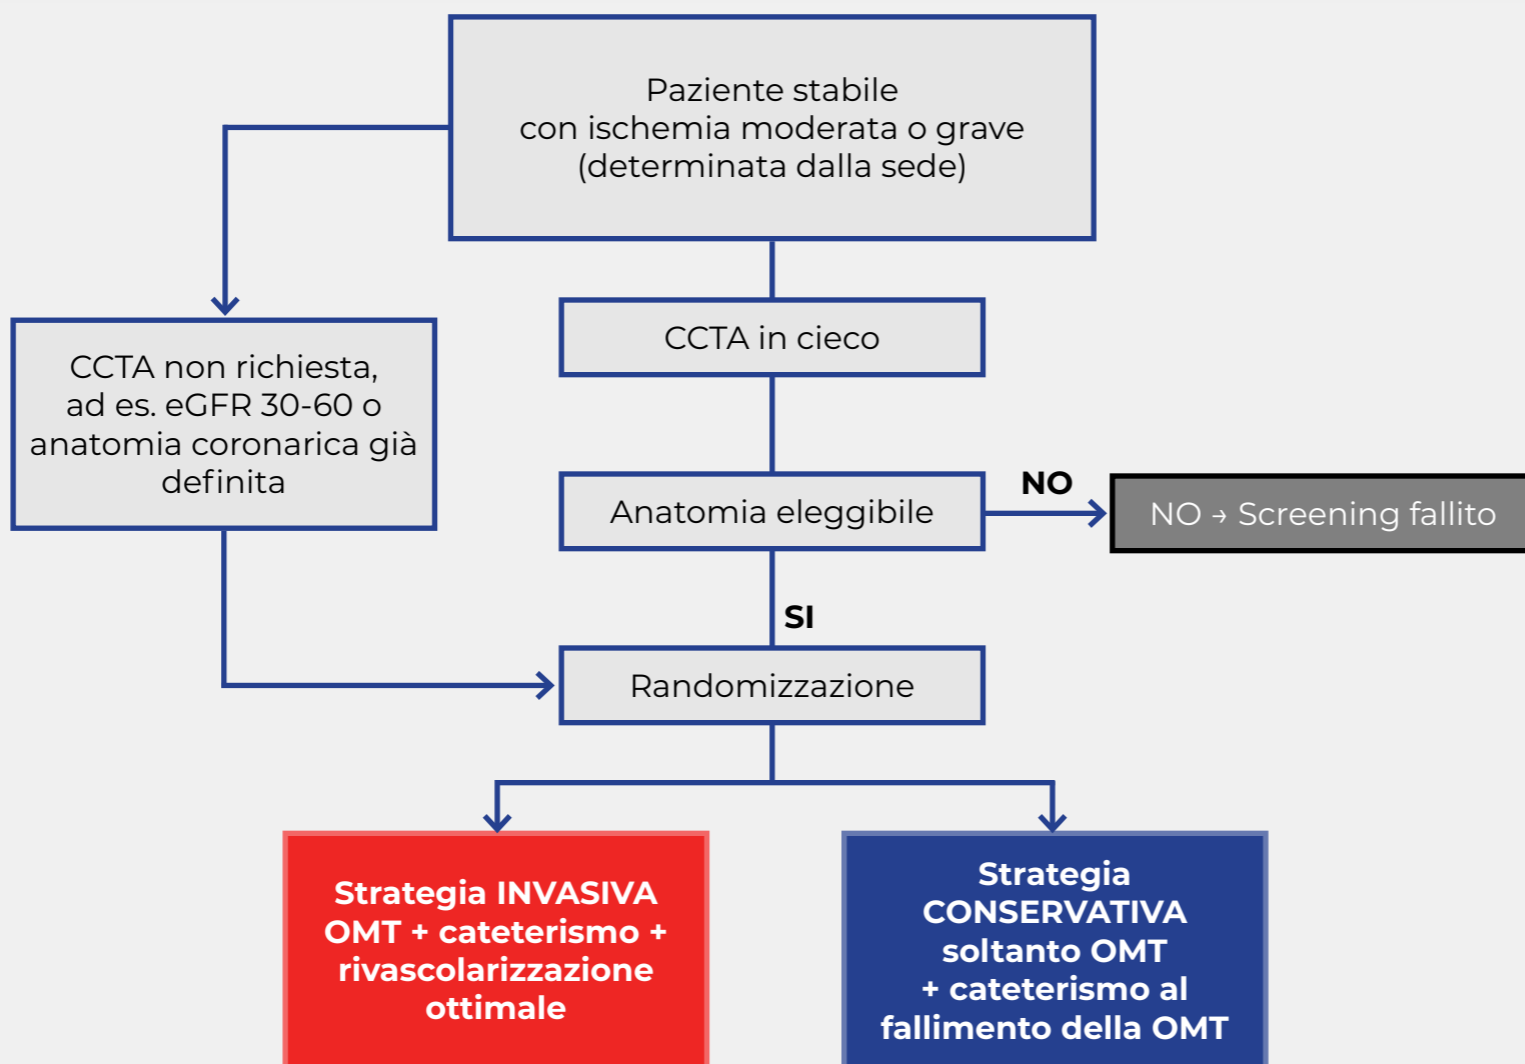 Paziente stabile
con ischemia moderata o grave
(determinata dalla sede)
CCTA in cieco
CCTA non richiesta,
ad es. eGFR 30-60 o
anatomia coronarica già
definita
Anatomia eleggibile
NO
NO → Screening fallito
SI
Randomizzazione
Strategia INVASIVA
OMT + cateterismo +
rivascolarizzazione
ottimale
Strategia
CONSERVATIVA
soltanto OMT
+ cateterismo al
fallimento della OMT